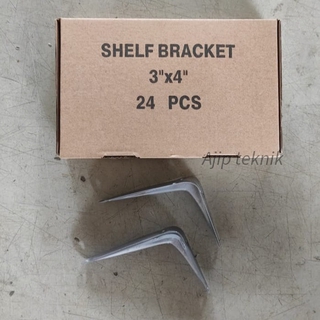 SHELF BRACKET
3"x4"
24 PCS
Ajip teknik